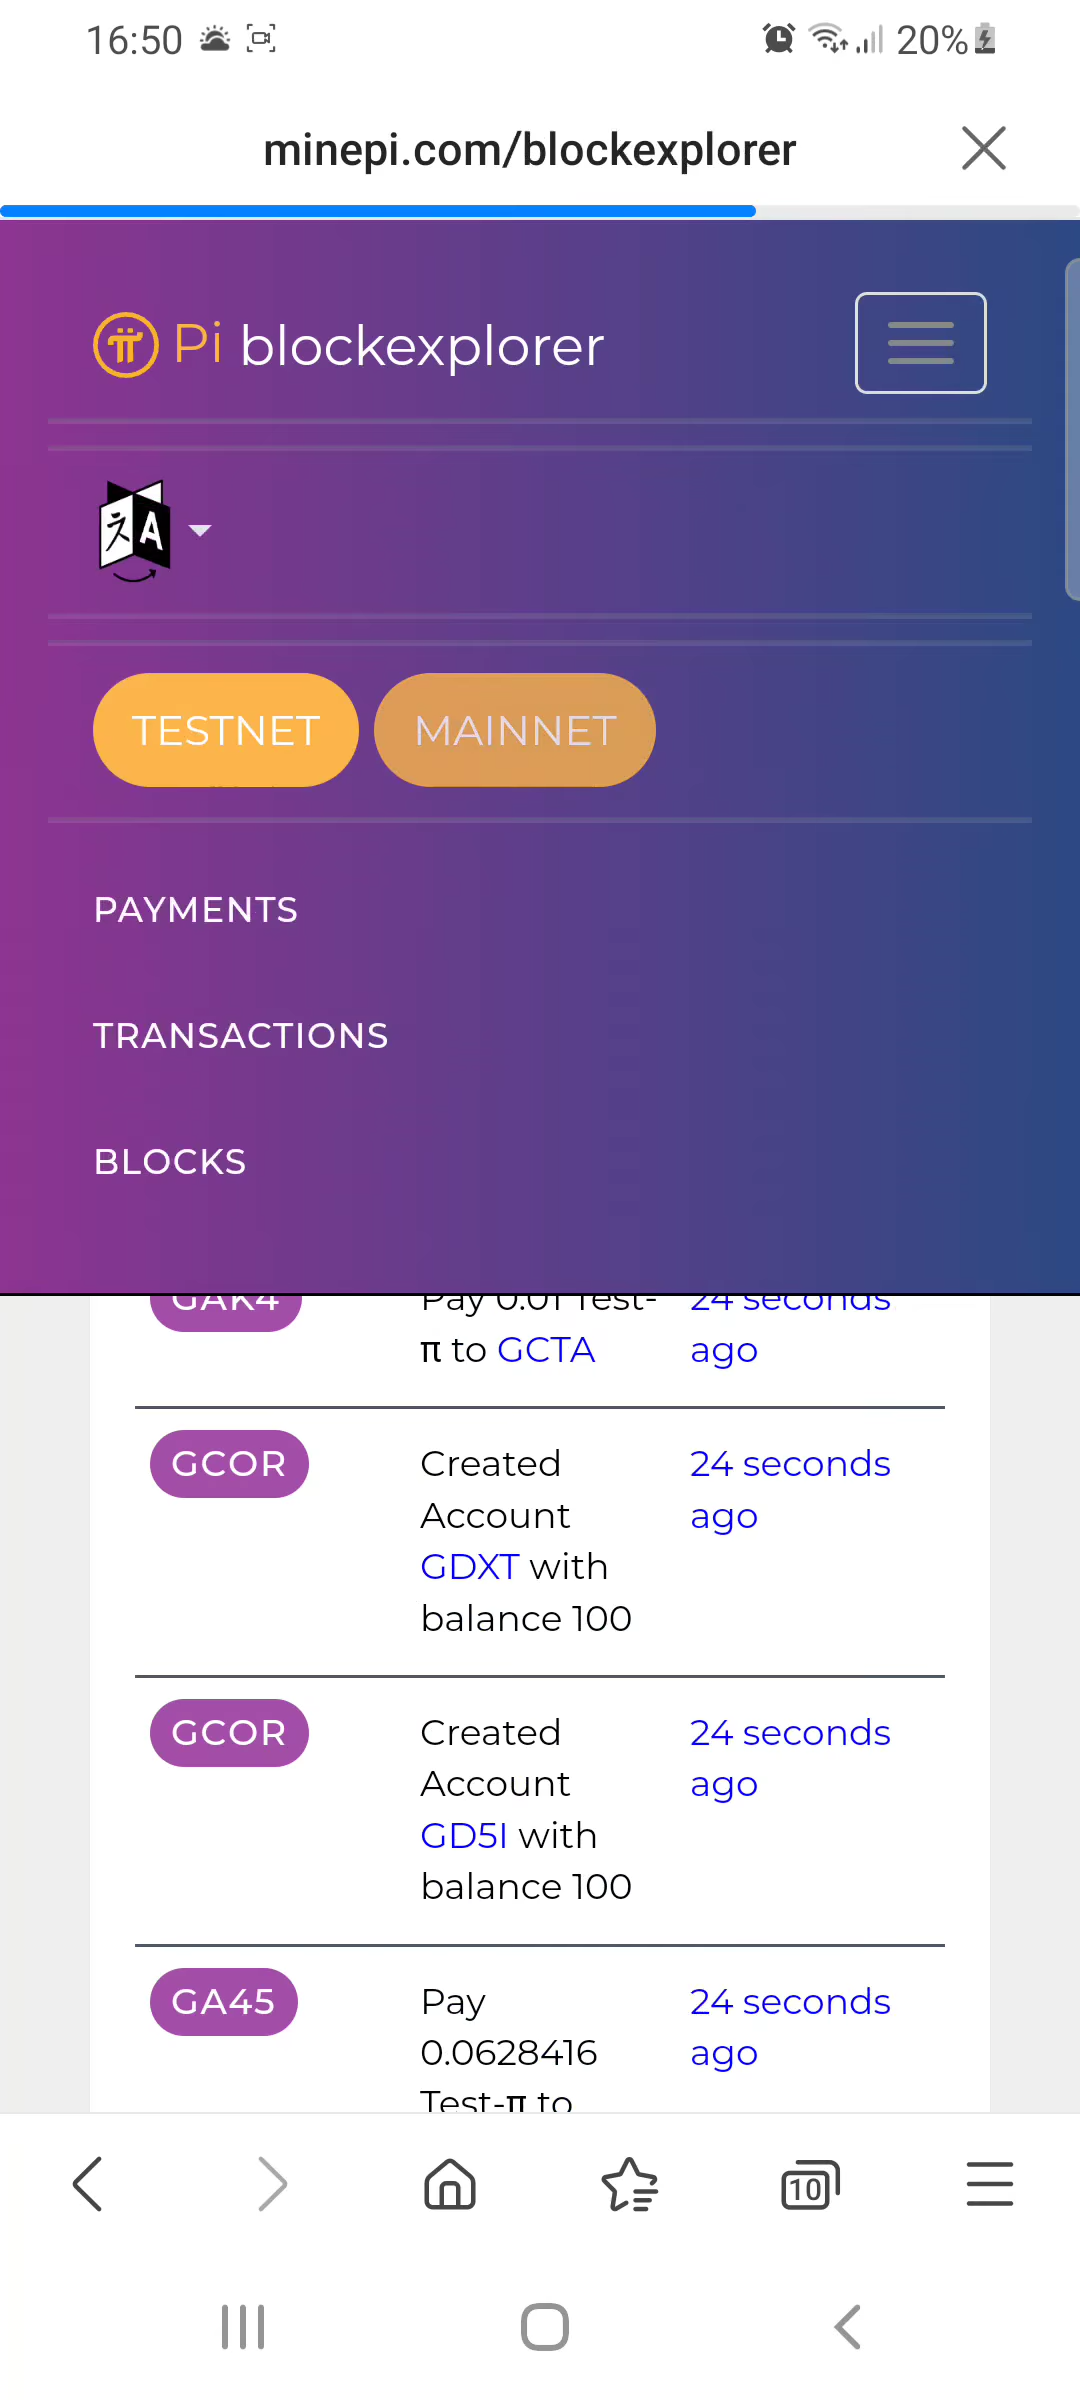 16:50
20%
minepi.com/blockexplorer
Pi blockexplorer
TESTNET MAINNET
PAYMENTS
TRANSACTIONS
BLOCKS
GAK4 Pay 0.01 Test- 24 seconds
π to GCTA ago
GCOR Created 24 seconds
Account ago
GDXT with
balance 100
GCOR Created 24 seconds
Account ago
GD5I with
balance 100
GA45 Pay 24 seconds
0.0628416 ago
Test-π to
10